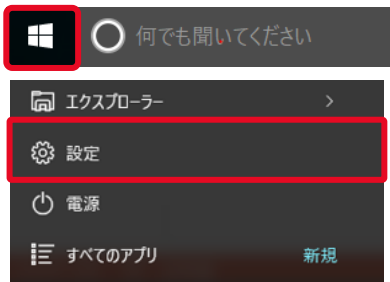 何でも聞いてください
エクスプローラー
設定
電源
すべてのアプリ 新規